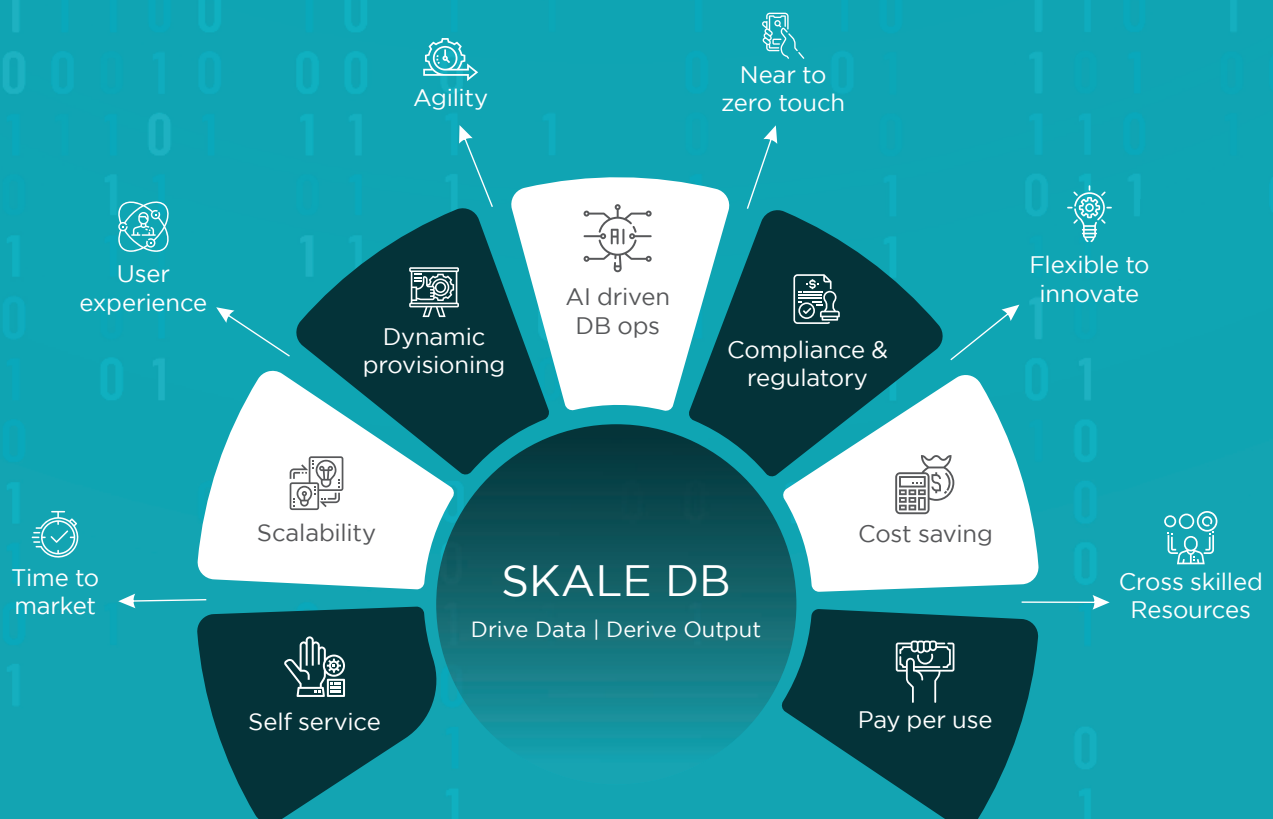 Agility
Near to
zero touch
User
experience
Flexible to
innovate
AI
AI driven
DB ops
Dynamic
provisioning
$
Compliance &
regulatory
Scalability
$
Cost saving
Time to
market
Cross skilled
Resources
SKALE DB
Drive Data | Derive Output
Self service
Pay per use